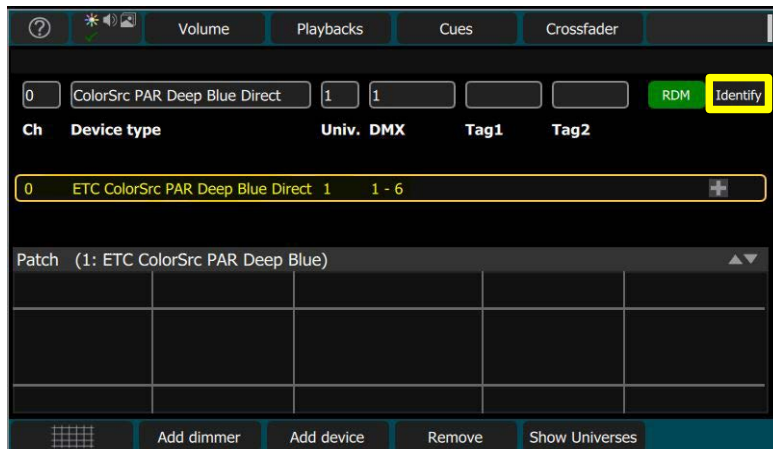 Volume Playbacks Cues Crossfader
0 ColorSrc PAR Deep Blue Direct 1 1 RDM Identify
Ch Device type Univ. DMX Tag1 Tag2
0 ETC ColorSrc PAR Deep Blue Direct 1 1 - 6
Patch (1: ETC ColorSrc PAR Deep Blue)
Add dimmer Add device Remove Show Universes